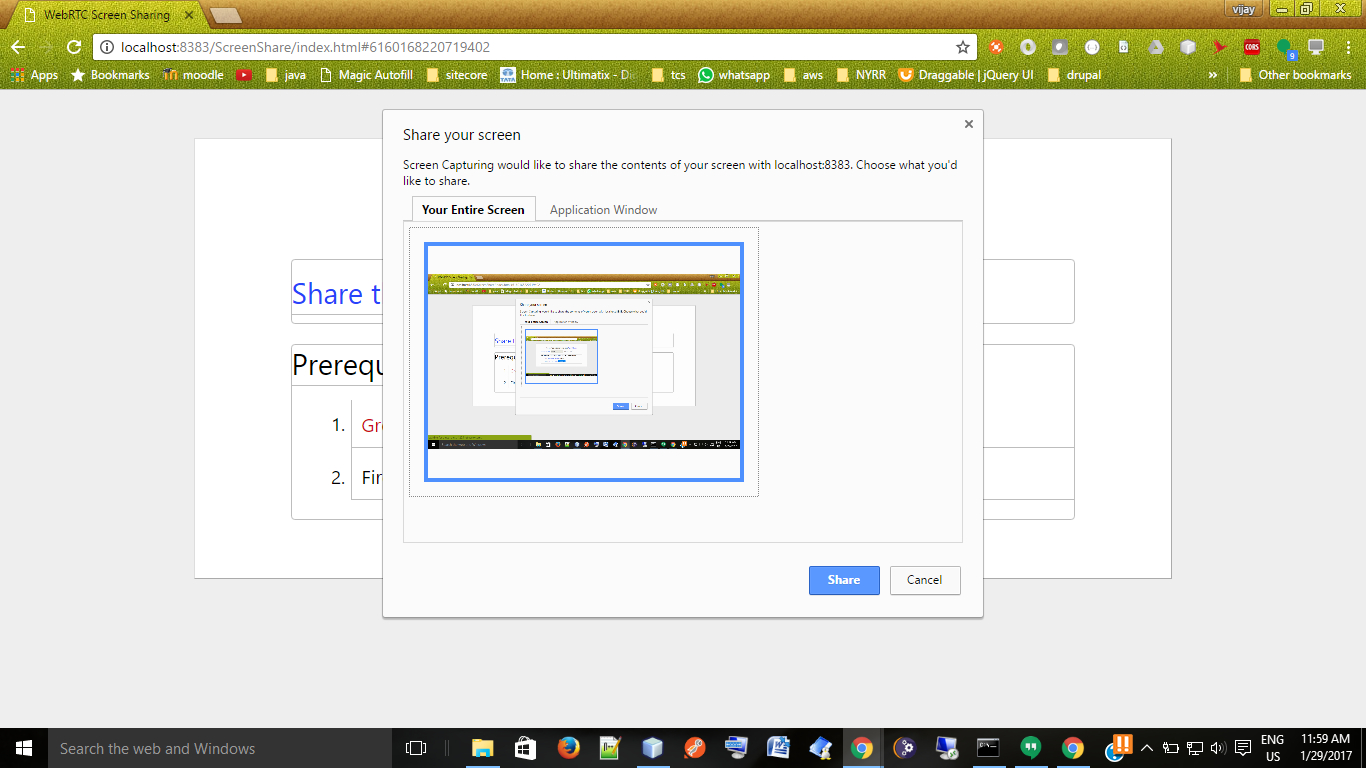 WebRTC Screen Sharing
vijay
localhost:8383/ScreenShare/index.html#6160168220719402
CORS
9
Apps Bookmarks moodle java Magic Autofill sitecore Home : Ultimatix - Di tcs whatsapp aws NYRR Draggable | jQuery UI drupal » Other bookmarks
Share your screen
Screen Capturing would like to share the contents of your screen with localhost:8383. Choose what you'd
like to share.
Your Entire Screen Application Window
Share t
Prerequ
1. Gr
2. Fir
Share Cancel
Search the web and Windows
ENG
US
11:59 AM
1/29/2017